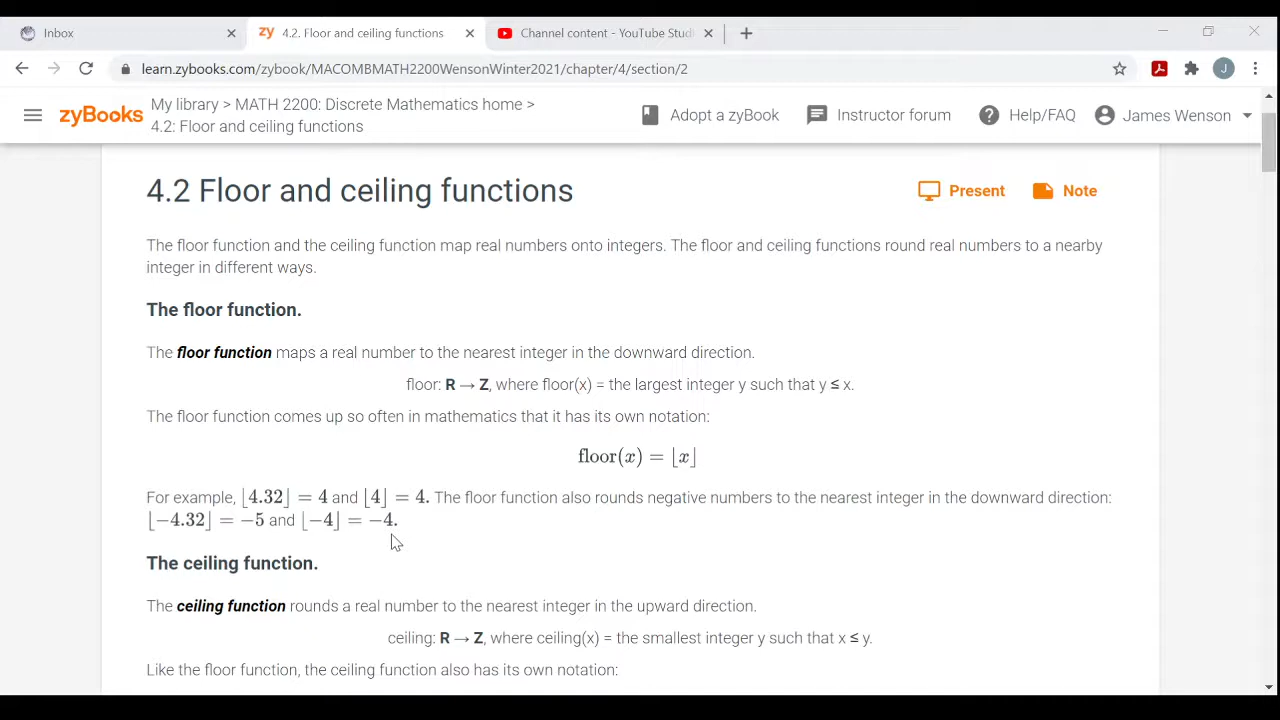 Inbox
zy 4.2. Floor and ceiling functions
Channel content - YouTube Stud
learn.zybooks.com/zybook/MACOMBMATH2200WensonWinter2021/chapter/4/section/2
J
zyBooks
My library > MATH 2200: Discrete Mathematics home >
4.2: Floor and ceiling functions
Adopt a zyBook
Instructor forum
Help/FAQ
James Wenson
4.2 Floor and ceiling functions
Present
Note
The floor function and the ceiling function map real numbers onto integers. The floor and ceiling functions round real numbers to a nearby
integer in different ways.
The floor function.
The floor function maps a real number to the nearest integer in the downward direction.
floor: R → Z, where floor(x) = the largest integer y such that y ≤ x.
The floor function comes up so often in mathematics that it has its own notation:
floor(x) = ⌊x⌋
For example, ⌊4.32⌋ = 4 and ⌊4⌋ = 4. The floor function also rounds negative numbers to the nearest integer in the downward direction:
⌊−4.32⌋ = −5 and ⌊−4⌋ = −4.
The ceiling function.
The ceiling function rounds a real number to the nearest integer in the upward direction.
ceiling: R → Z, where ceiling(x) = the smallest integer y such that x ≤ y.
Like the floor function, the ceiling function also has its own notation: